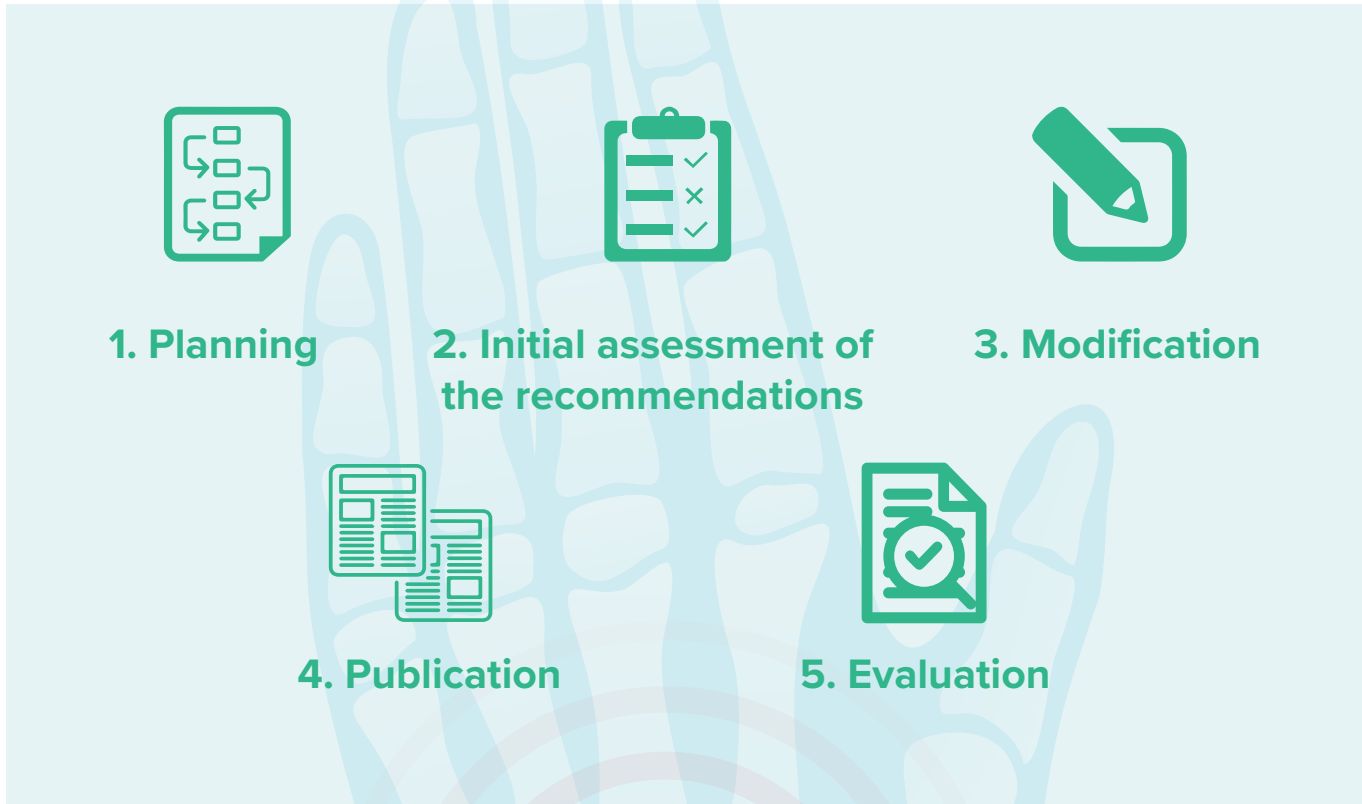 1. Planning
2. Initial assessment of
the recommendations
3. Modification
4. Publication
5. Evaluation